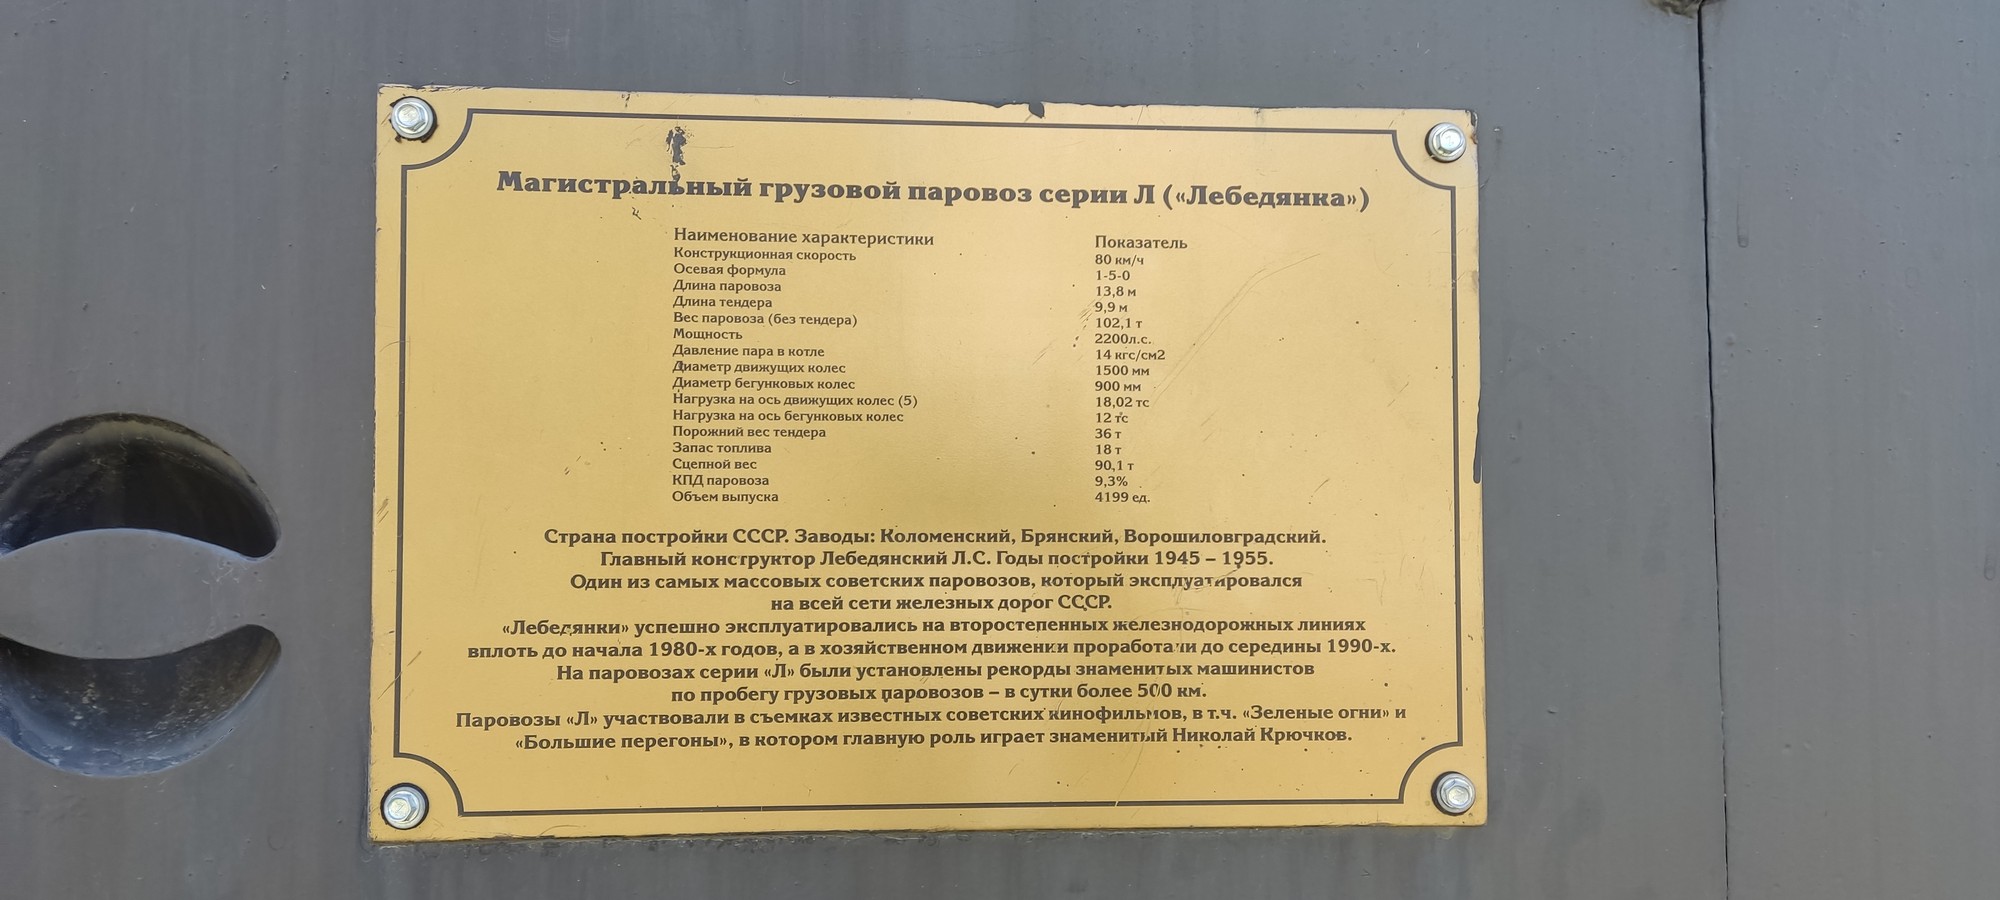 Магистральный грузовой паровоз серии Л («Лебедянка»)
Наименование характеристики Показатель
Конструкционная скорость 80 км/ч
Осевая формула 1-5-0
Длина паровоза 13,8 м
Длина тендера 9,9 м
Вес паровоза (без тендера) 102,1 т
Мощность 2200л.с.
Давление пара в котле 14 кгс/см2
Диаметр движущих колес 1500 мм
Диаметр бегунковых колес 900 мм
Нагрузка на ось движущих колес (5) 18,02 тс
Нагрузка на ось бегунковых колес 12 тс
Порожний вес тендера 36 т
Запас топлива 18 т
Сцепной вес 90,1 т
КПД паровоза 9,3%
Объем выпуска 4199 ед.
Страна постройки СССР. Заводы: Коломенский, Брянский, Ворошиловградский.
Главный конструктор Лебедянский Л.С. Годы постройки 1945 – 1955.
Один из самых массовых советских паровозов, который эксплуатировался
на всей сети железных дорог СССР.
«Лебедянки» успешно эксплуатировались на второстепенных железнодорожных линиях
вплоть до начала 1980-х годов, а в хозяйственном движении проработали до середины 1990-х.
На паровозах серии «Л» были установлены рекорды знаменитых машинистов
по пробегу грузовых паровозов – в сутки более 500 км.
Паровозы «Л» участвовали в съемках известных советских кинофильмов, в т.ч. «Зеленые огни» и
«Большие перегоны», в котором главную роль играет знаменитый Николай Крючков.